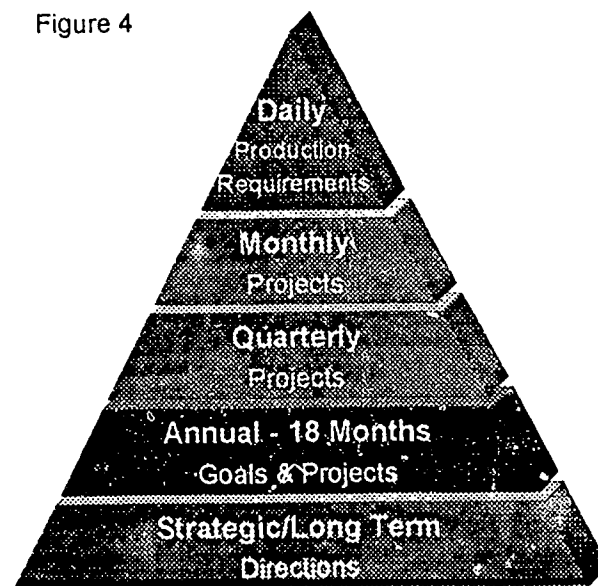 Figure 4
Daily
Production
Requirements
Monthly
Projects
Quarterly
Projects
Annual - 18 Months
Goals & Projects
Strategic/Long Term
Directions